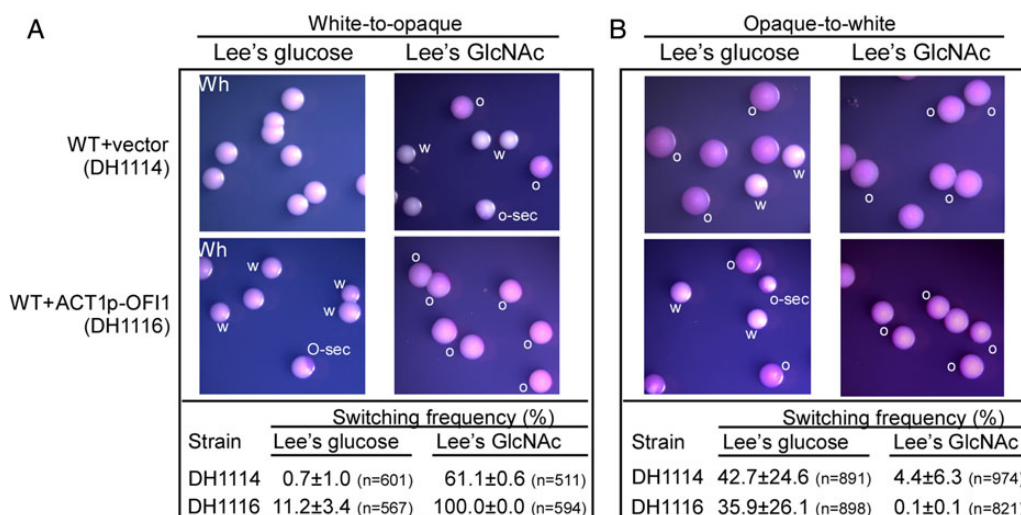 A
White-to-opaque
Lee's glucose Lee's GlcNAc
WT+vector
(DH1114)
Wh
o
w
w
o
o-sec
WT+ACT1p-OFI1
(DH1116)
Wh
w
w
w
w
O-sec
o
o
o
o
o
o
o
Switching frequency (%)
Strain Lee's glucose Lee's GlcNAc
DH1114 0.7±1.0 (n=601) 61.1±0.6 (n=511)
DH1116 11.2±3.4 (n=567) 100.0±0.0 (n=594)
B
Opaque-to-white
Lee's glucose Lee's GlcNAc
o
o
w
w
o
o
o
o
o
o
o-sec
w
w
o
o
o
o
o
Switching frequency (%)
Strain Lee's glucose Lee's GlcNAc
DH1114 42.7±24.6 (n=891) 4.4±6.3 (n=974)
DH1116 35.9±26.1 (n=898) 0.1±0.1 (n=821)